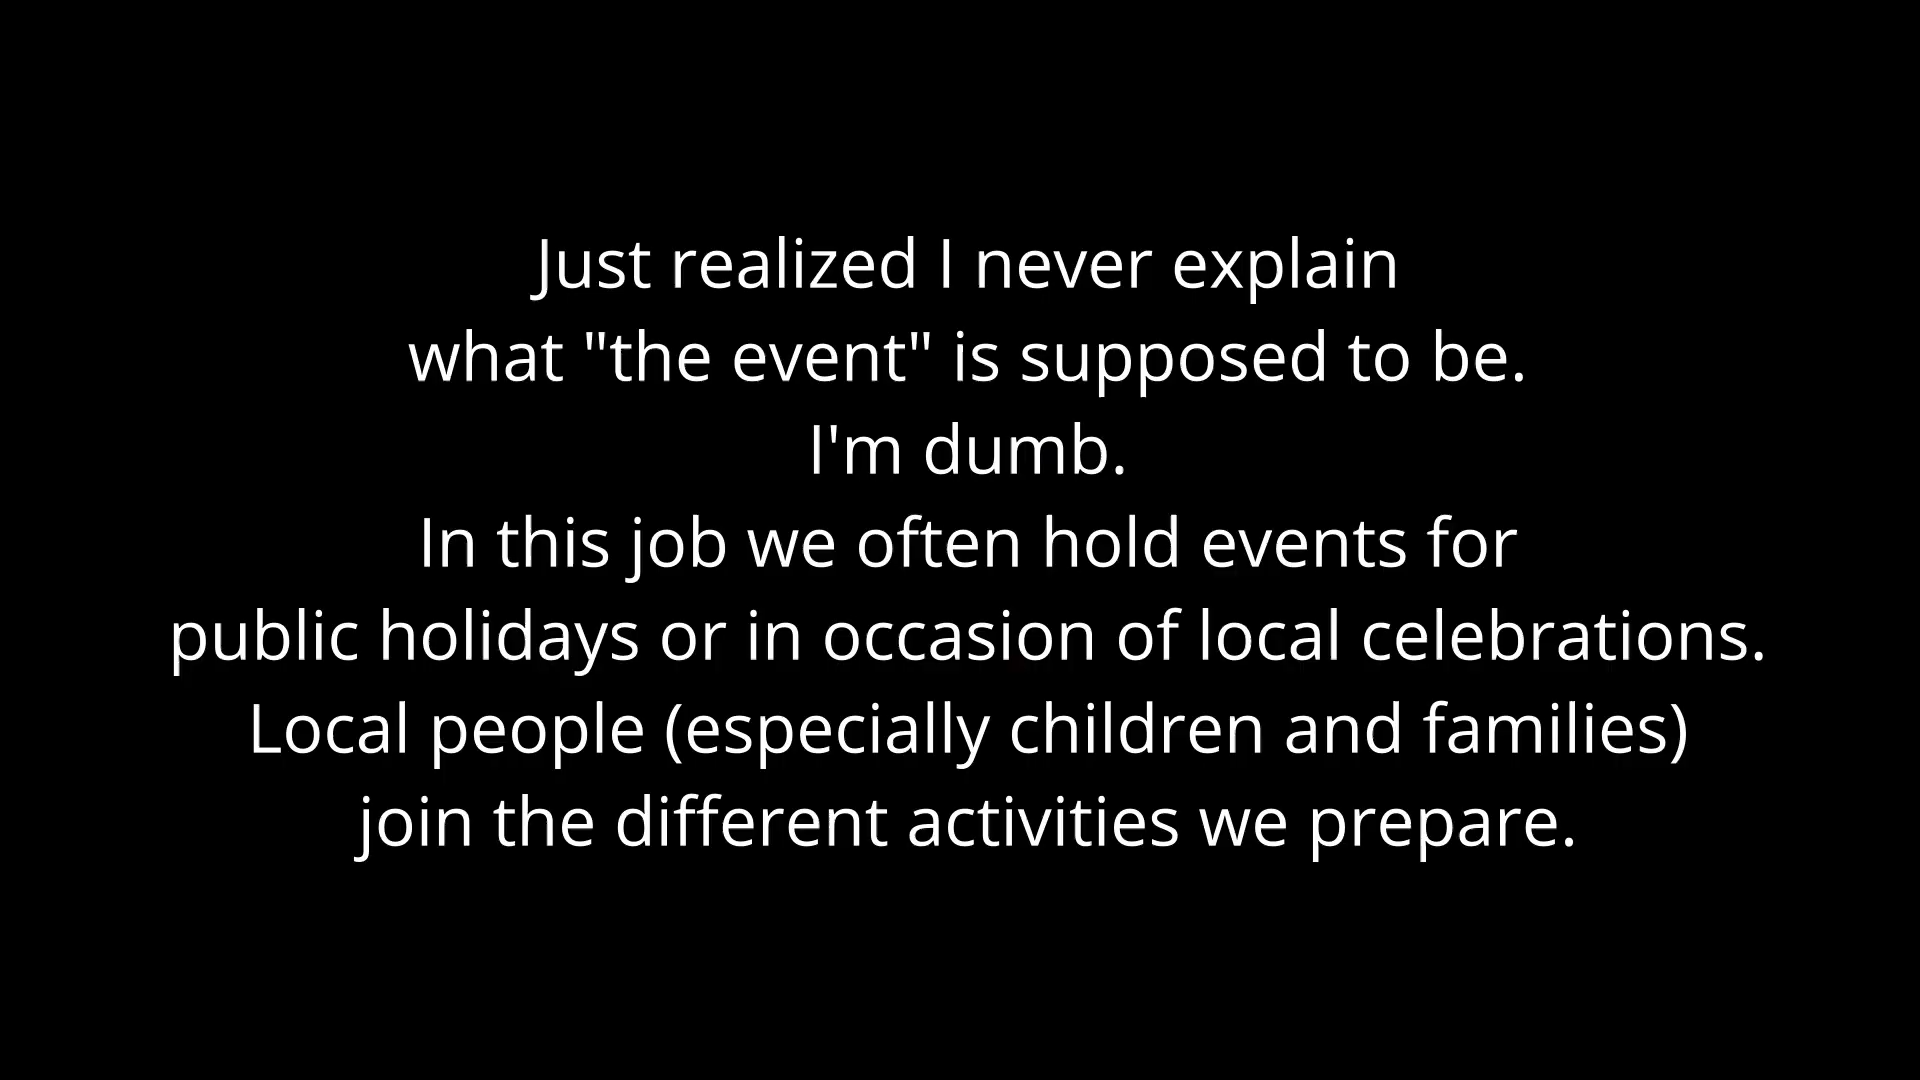 Just realized I never explain
what "the event" is supposed to be.
I'm dumb.
In this job we often hold events for
public holidays or in occasion of local celebrations.
Local people (especially children and families)
join the different activities we prepare.